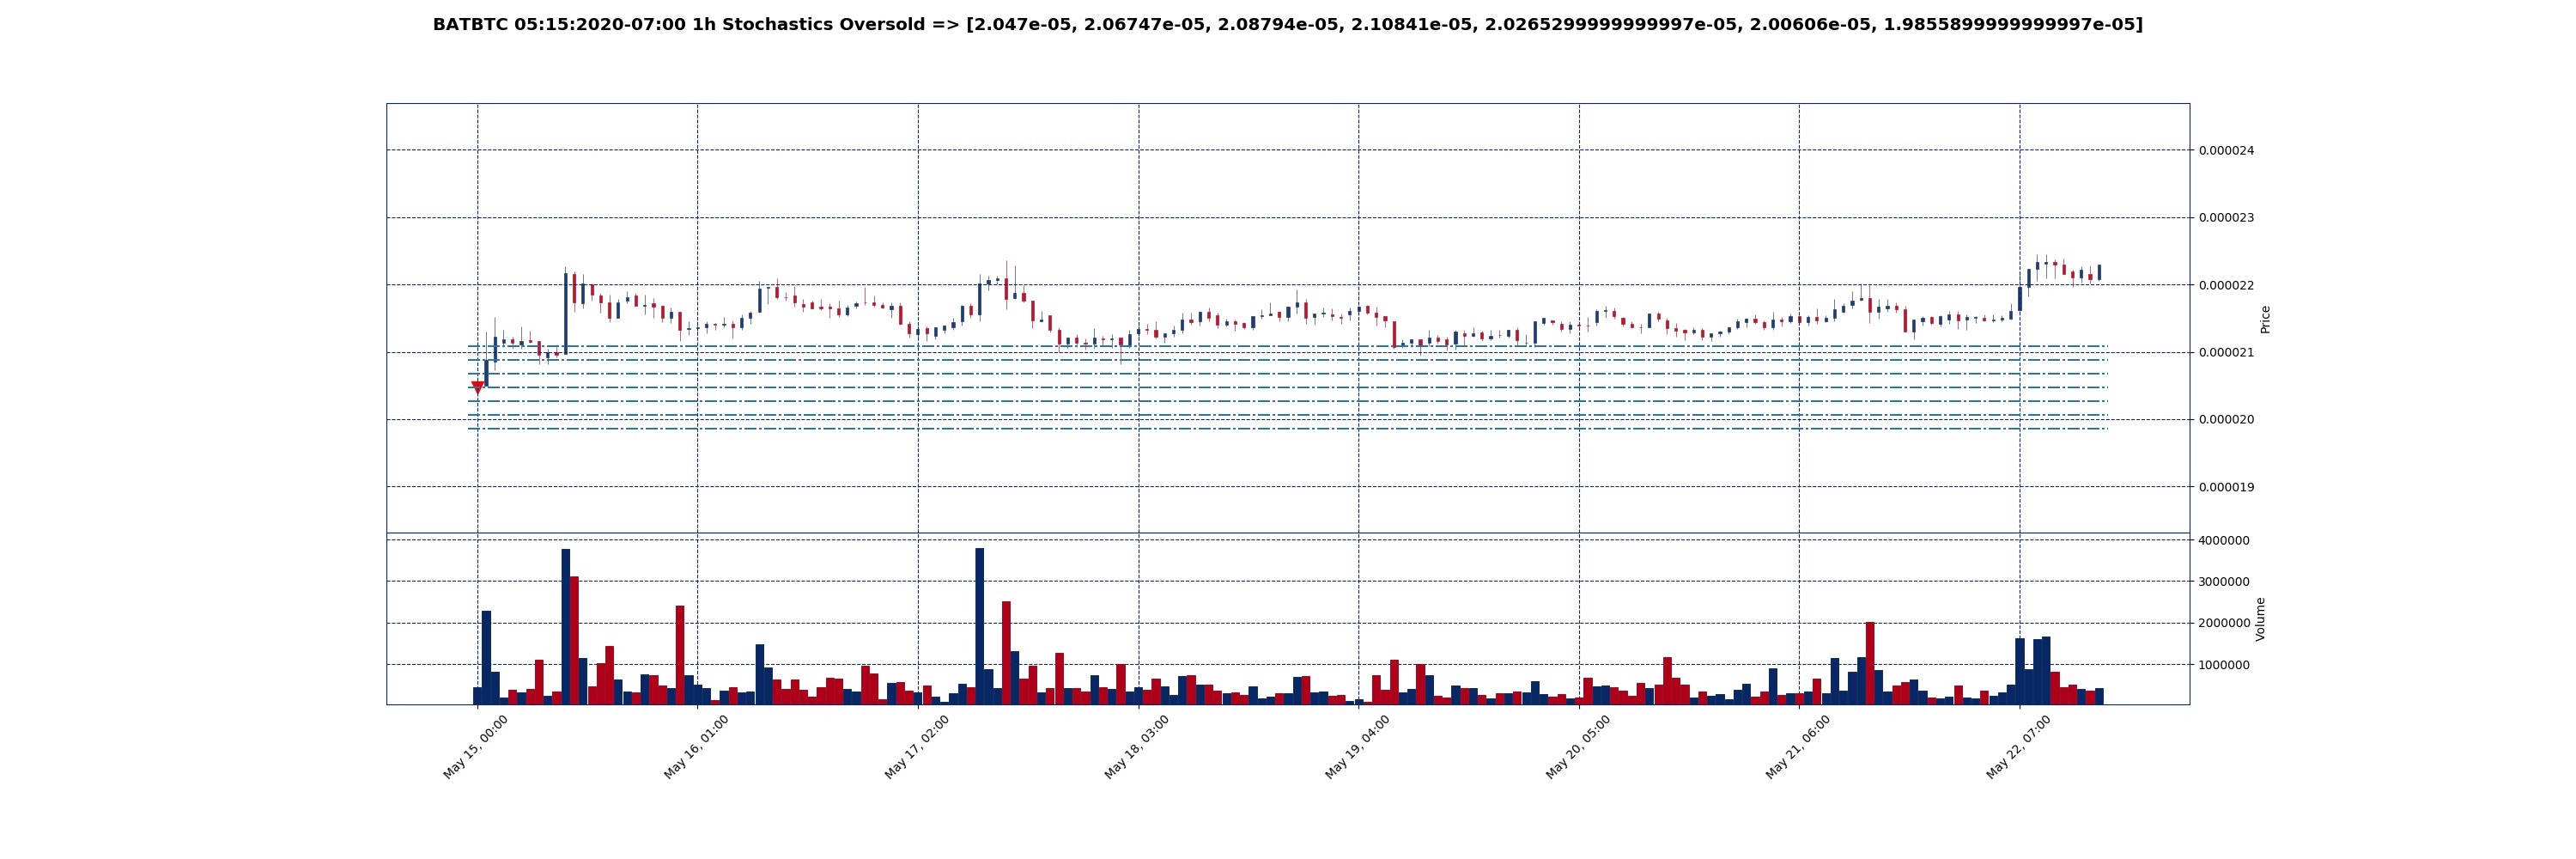 BATBTC 05:15:2020-07:00 1h Stochastics Oversold => [2.047e-05, 2.06747e-05, 2.08794e-05, 2.10841e-05, 2.0265299999999997e-05, 2.00606e-05, 1.9855899999999997e-05]
0.000024
0.000023
0.000022
Price
0.000021
0.000020
0.000019
4000000
3000000
Volume
2000000
1000000
May 15, 00:00
May 16, 01:00
May 17, 02:00
May 18, 03:00
May 19, 04:00
May 20, 05:00
May 21, 06:00
May 22, 07:00